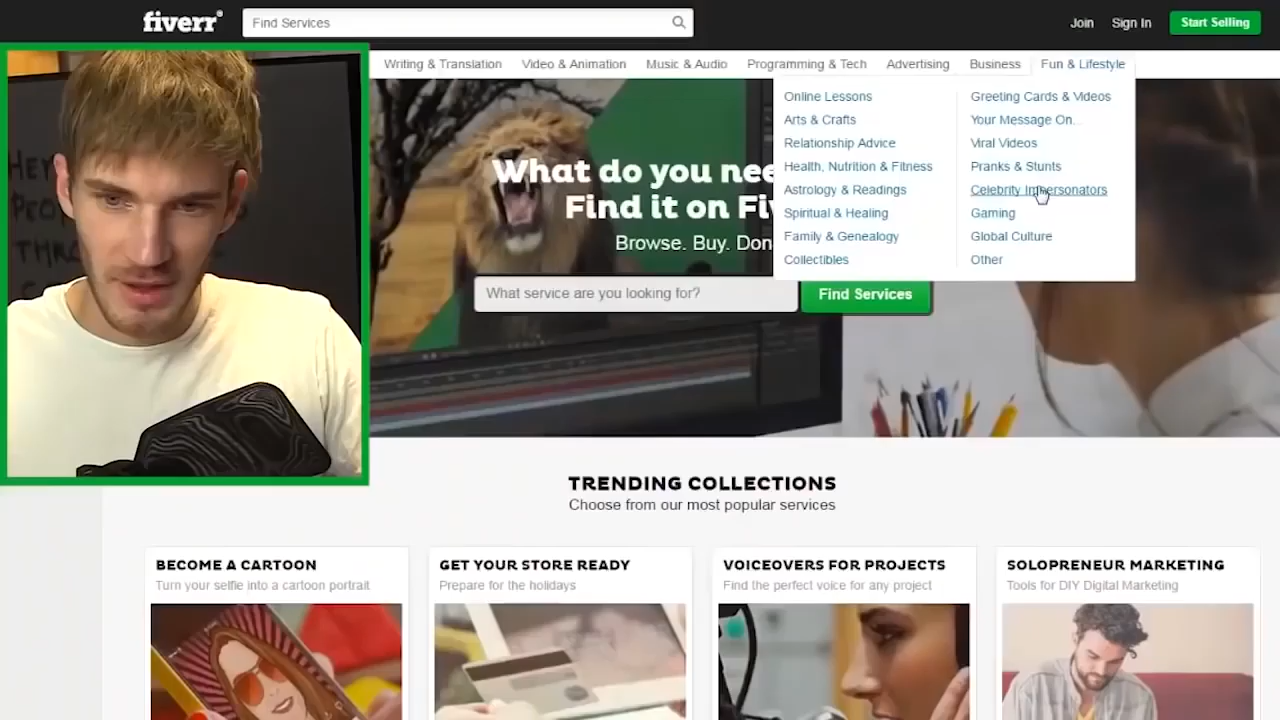 fiverr®
Find Services
Join
Sign In
Start Selling
Writing & Translation
Video & Animation
Music & Audio
Programming & Tech
Advertising
Business
Fun & Lifestyle
Online Lessons
Arts & Crafts
Relationship Advice
Health, Nutrition & Fitness
Astrology & Readings
Spiritual & Healing
Family & Genealogy
Collectibles
Greeting Cards & Videos
Your Message On...
Viral Videos
Pranks & Stunts
Celebrity Impersonators
Gaming
Global Culture
Other
What do you nee
Find it on Fi
Browse. Buy. Don
What service are you looking for?
Find Services
TRENDING COLLECTIONS
Choose from our most popular services
BECOME A CARTOON
Turn your selfie into a cartoon portrait
GET YOUR STORE READY
Prepare for the holidays
VOICEOVERS FOR PROJECTS
Find the perfect voice for any project
SOLOPRENEUR MARKETING
Tools for DIY Digital Marketing